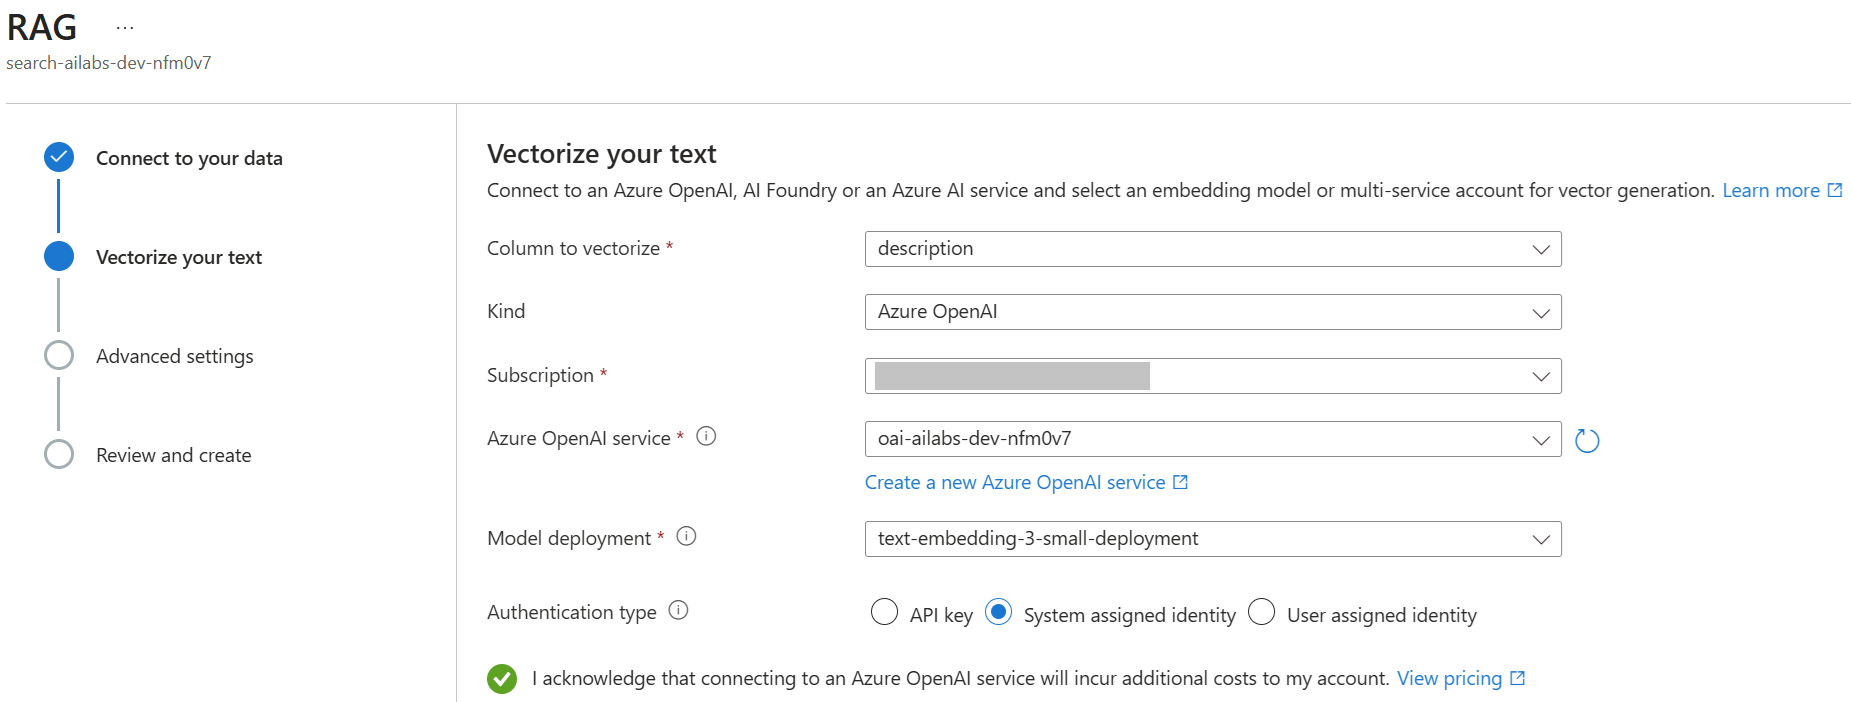 RAG ...
search-ailabs-dev-nfm0v7
Connect to your data
Vectorize your text
Advanced settings
Review and create
Vectorize your text
Connect to an Azure OpenAI, AI Foundry or an Azure AI service and select an embedding model or multi-service account for vector generation. Learn more
Column to vectorize * description
Kind Azure OpenAI
Subscription *
Azure OpenAI service * oai-ailabs-dev-nfm0v7
Create a new Azure OpenAI service
Model deployment * text-embedding-3-small-deployment
Authentication type API key System assigned identity User assigned identity
I acknowledge that connecting to an Azure OpenAI service will incur additional costs to my account. View pricing